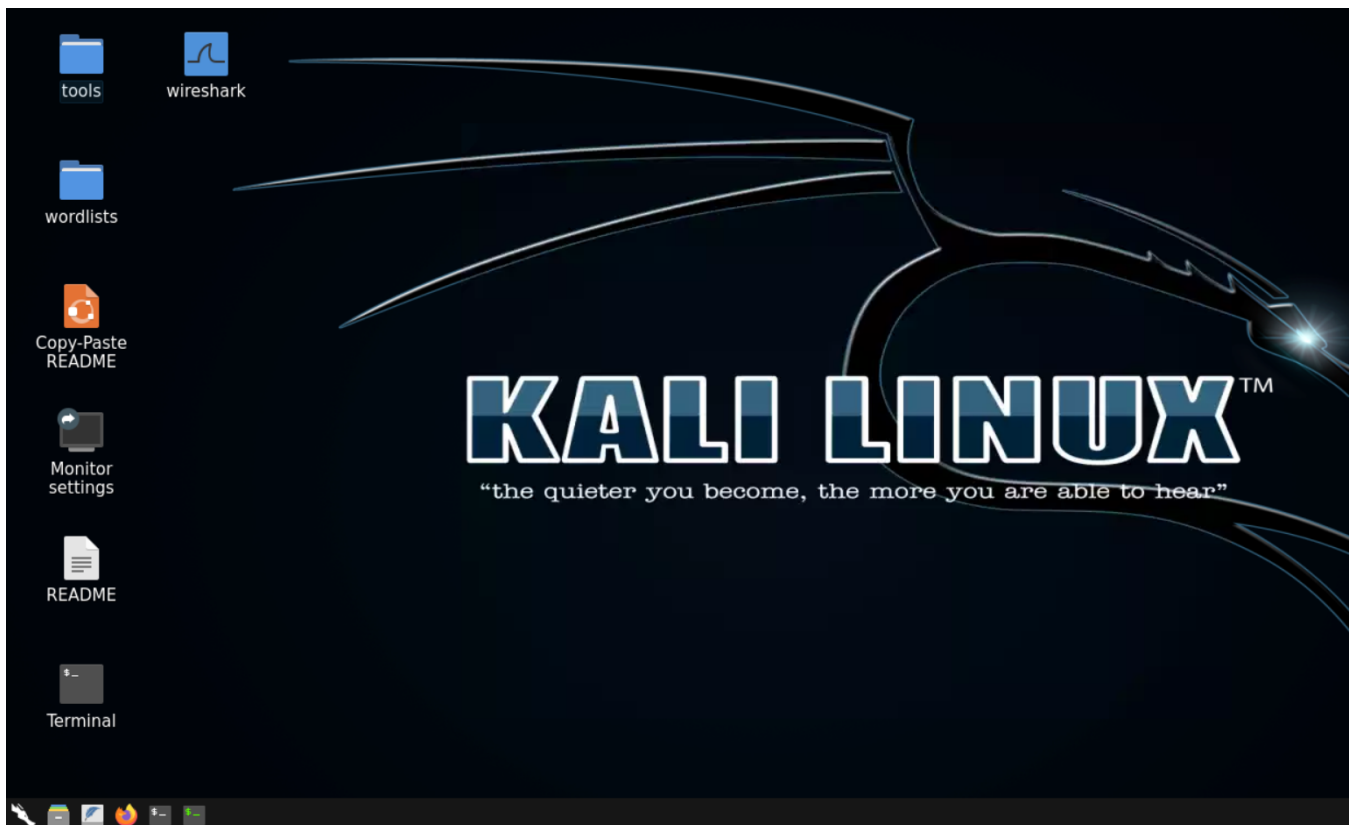 tools
wireshark
wordlists
Copy-Paste
README
Monitor
settings
README
$_
Terminal
KALI LINUX™
“the quieter you become, the more you are able to hear”
$_
$_